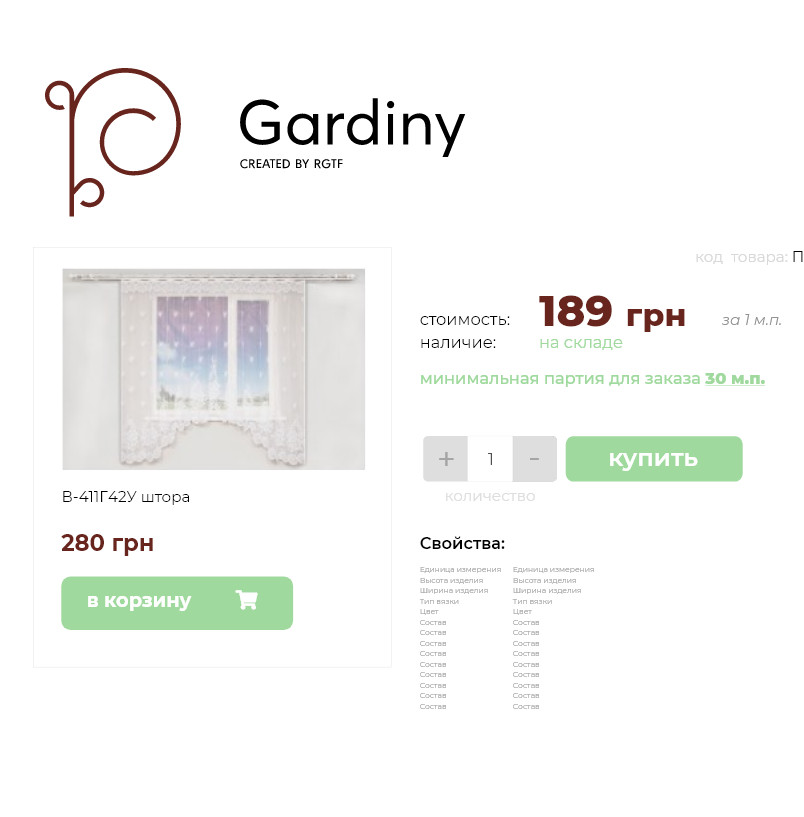 Gardiny
CREATED BY RGTF
код товара: П
стоимость: 189 грн за 1 м.п.
наличие: на складе
минимальная партия для заказа 30 м.п.
+ 1 - купить
количество
В-411Г42У штора
280 грн
в корзину
Свойства:
Единица измерения Единица измерения
Высота изделия Высота изделия
Ширина изделия Ширина изделия
Тип вязки Тип вязки
Цвет Цвет
Состав Состав
Состав Состав
Состав Состав
Состав Состав
Состав Состав
Состав Состав
Состав Состав
Состав Состав
Состав Состав